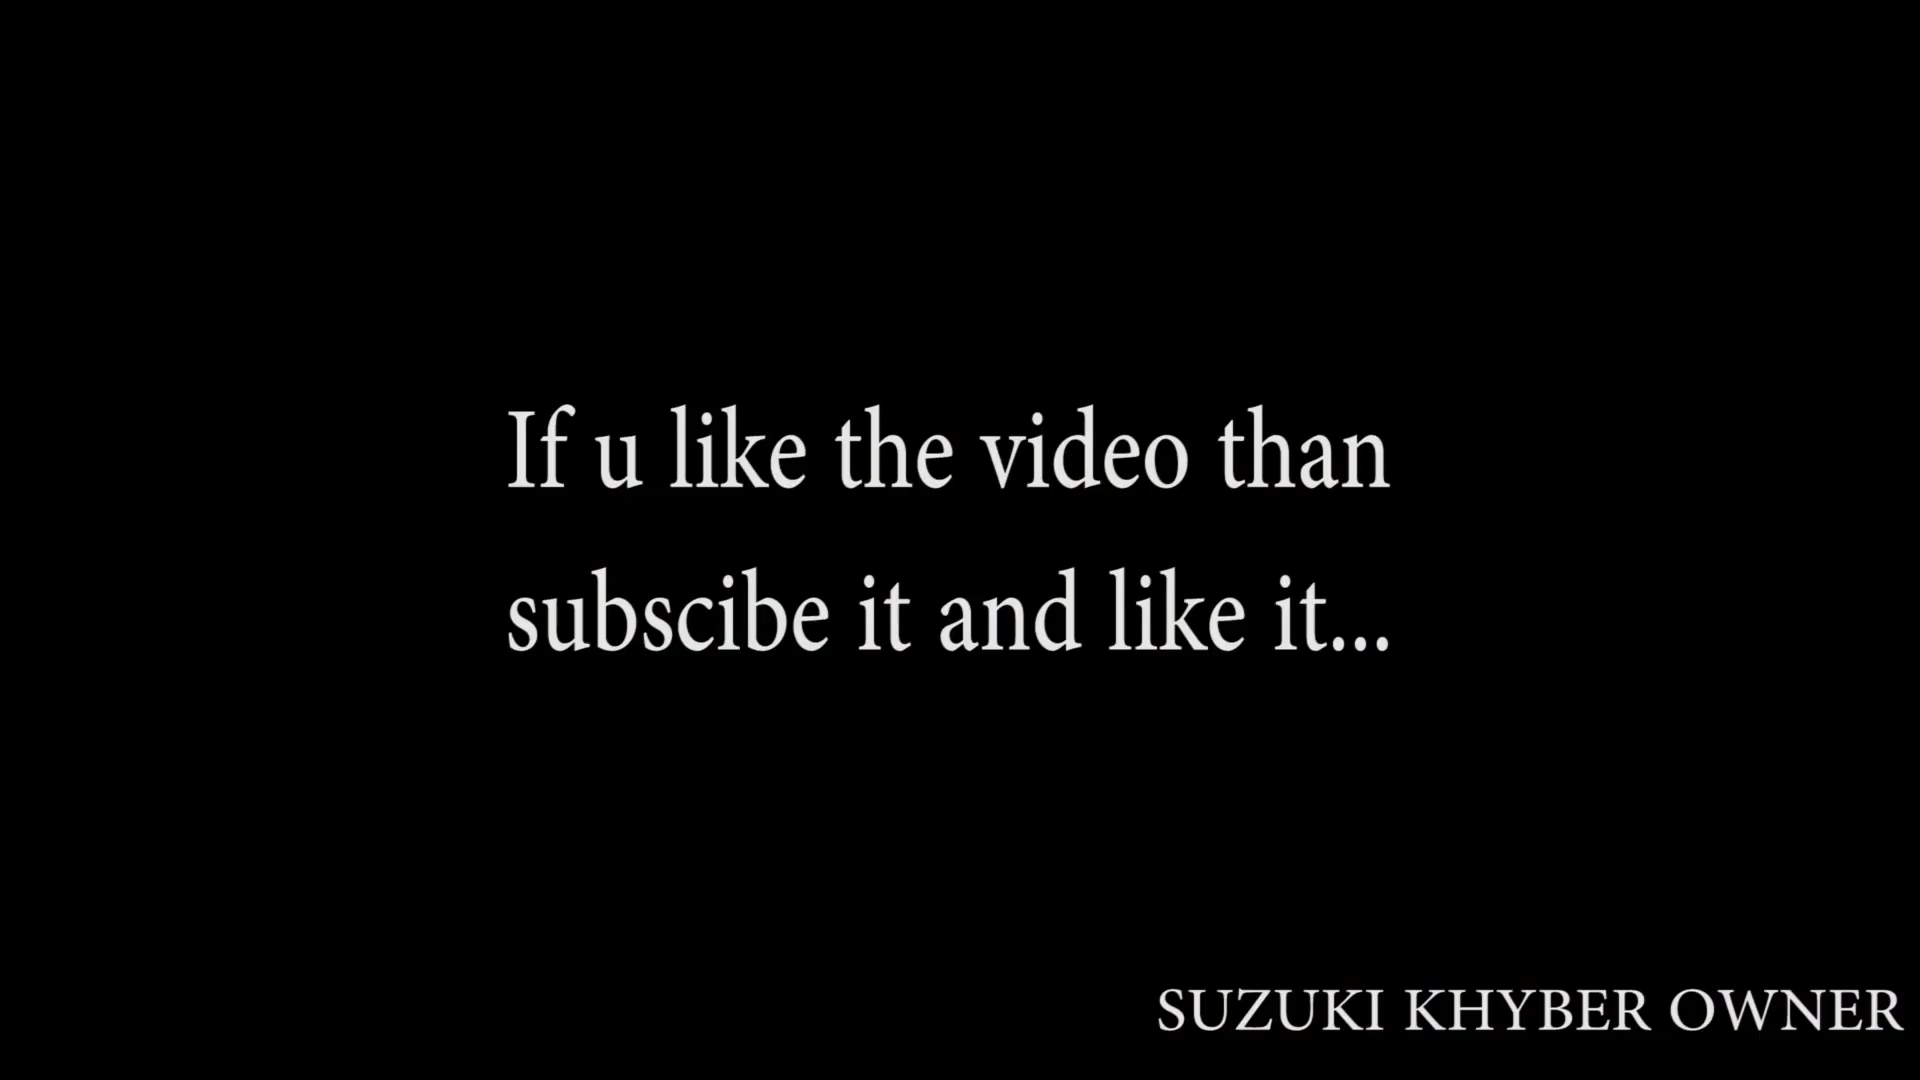 If u like the video than
subscibe it and like it...
SUZUKI KHYBER OWNER